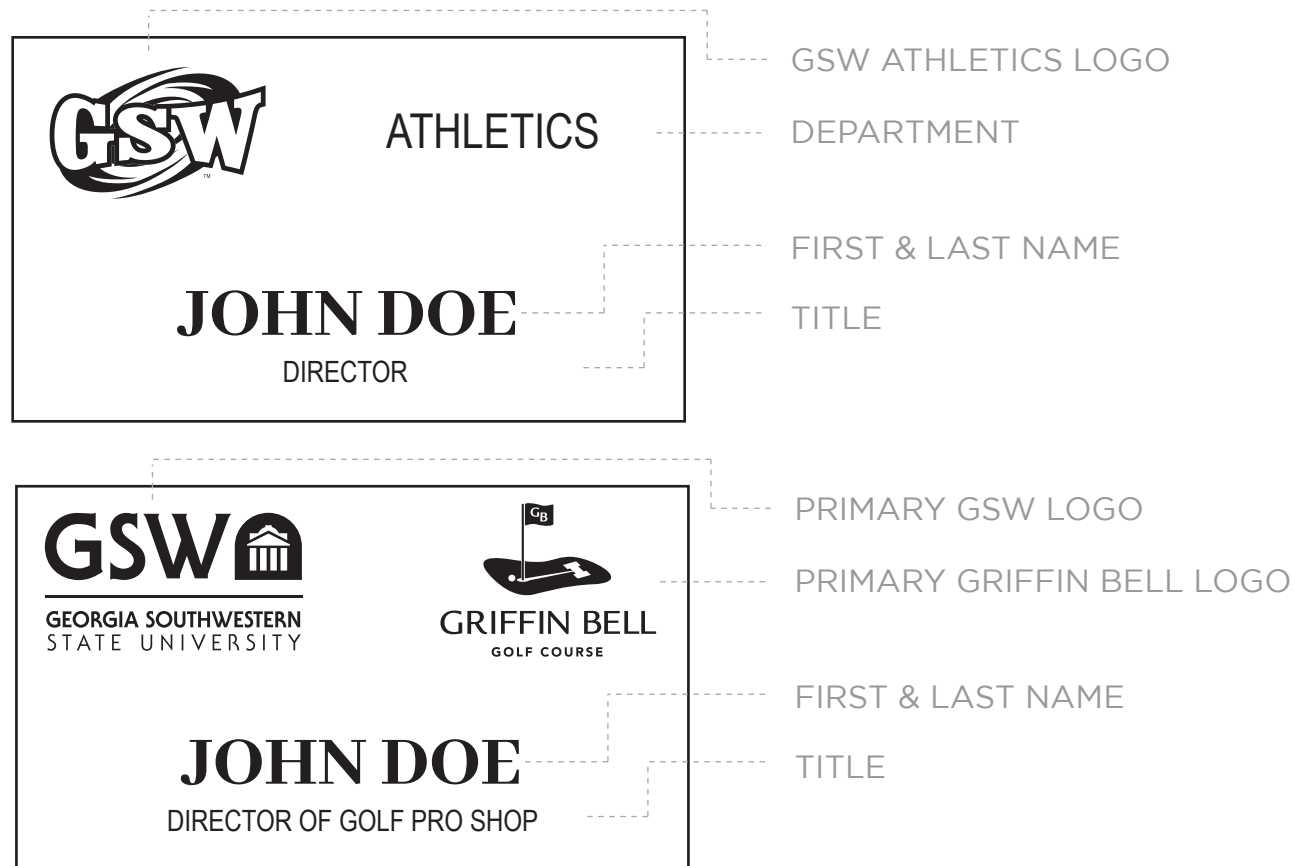 GSW
™
ATHLETICS
JOHN DOE
DIRECTOR
GSW ATHLETICS LOGO
DEPARTMENT
FIRST & LAST NAME
TITLE
GSW
GEORGIA SOUTHWESTERN
STATE UNIVERSITY
GB
GRIFFIN BELL
GOLF COURSE
JOHN DOE
DIRECTOR OF GOLF PRO SHOP
PRIMARY GSW LOGO
PRIMARY GRIFFIN BELL LOGO
FIRST & LAST NAME
TITLE